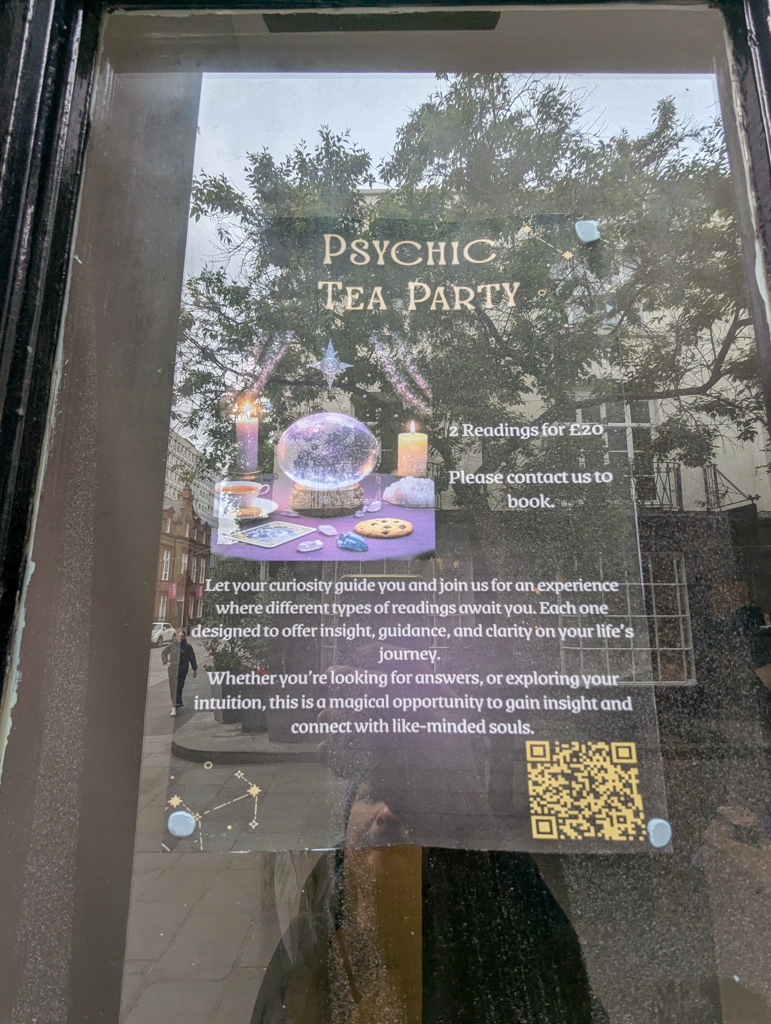 PSYCHIC
TEA PARTY
2 Readings for £20
Please contact us to
book.
Let your curiosity guide you and join us for an experience
where different types of readings await you. Each one
designed to offer insight, guidance, and clarity on your life's
journey.
Whether you're looking for answers, or exploring your
intuition, this is a magical opportunity to gain insight and
connect with like-minded souls.